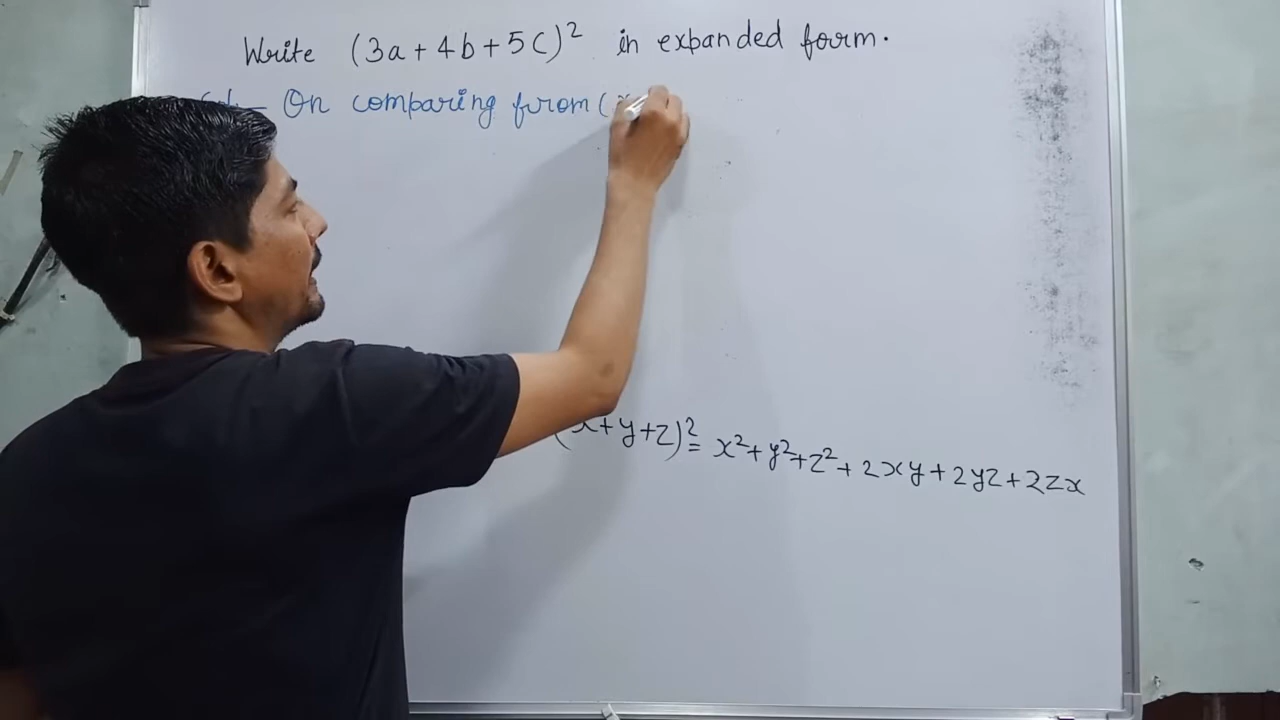 Write (3a+4b+5c)² in expanded form.
On comparing from (x
(x+y+z)² = x²+y²+z²+2xy+2yz+2zx